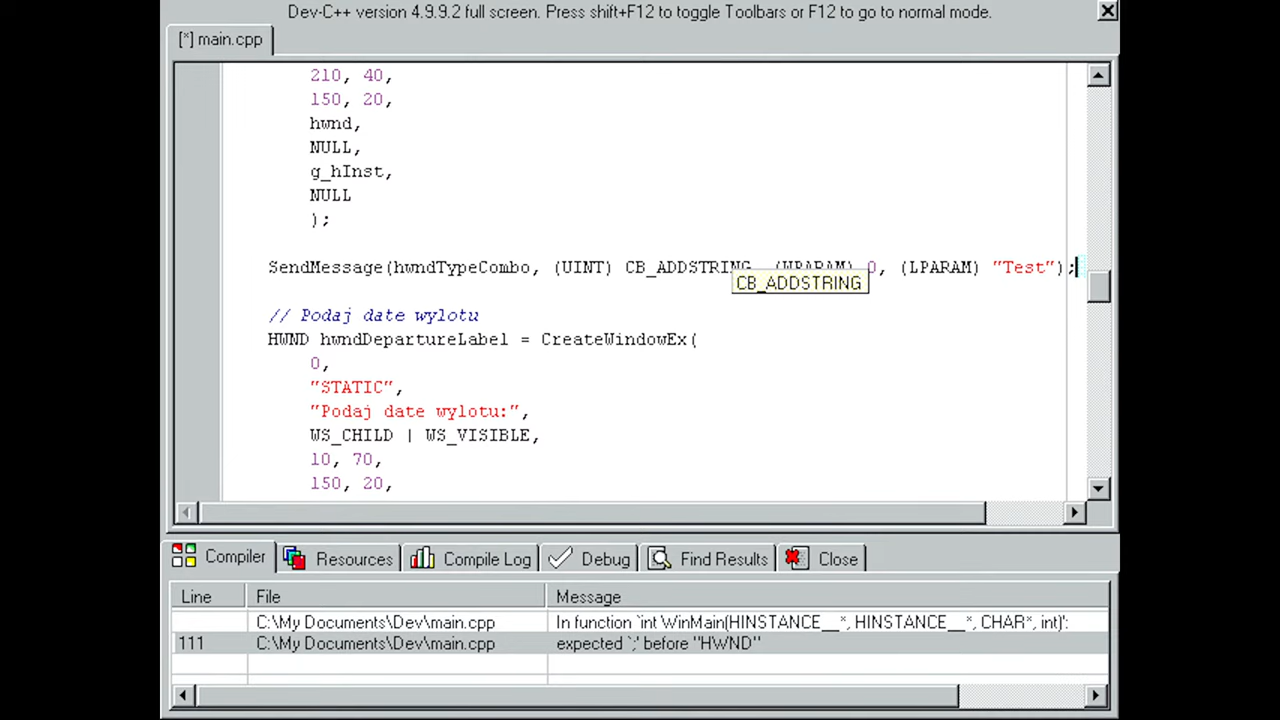 Dev-C++ version 4.9.9.2 full screen. Press shift+F12 to toggle Toolbars or F12 to go to normal mode.
[*] main.cpp
210, 40,
150, 20,
hwnd,
NULL,
g_hInst,
NULL
);
SendMessage(hwndTypeCombo, (UINT) CB_ADDSTRING, (WPARAM) 0, (LPARAM) "Test");
CB_ADDSTRING
// Podaj date wylotu
HWND hwndDepartureLabel = CreateWindowEx(
0,
"STATIC",
"Podaj date wylotu:",
WS_CHILD | WS_VISIBLE,
10, 70,
150, 20,
Compiler Resources Compile Log Debug Find Results Close
Line File Message
C:\My Documents\Dev\main.cpp In function `int WinMain(HINSTANCE__*, HINSTANCE__*, CHAR*, int)':
111 C:\My Documents\Dev\main.cpp expected `;' before "HWND"